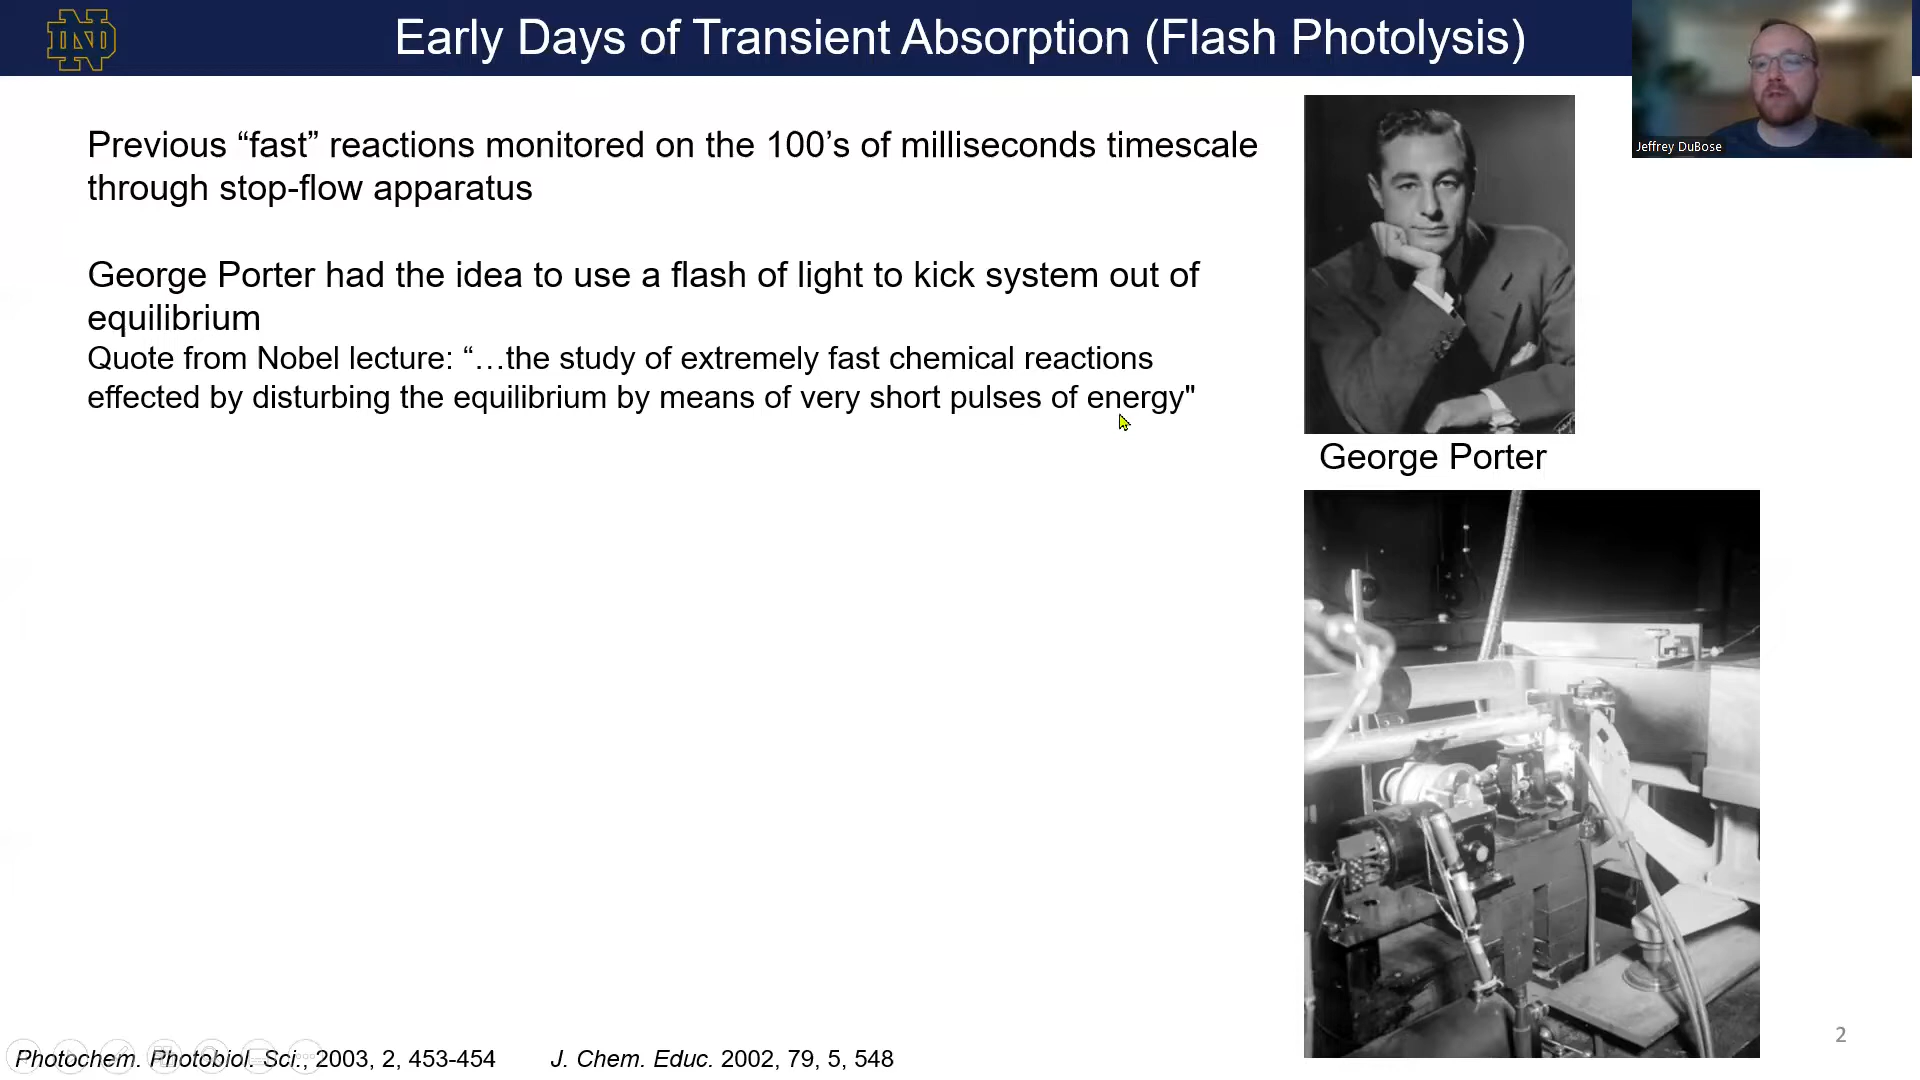 Early Days of Transient Absorption (Flash Photolysis)
Jeffrey DuBose
Previous “fast” reactions monitored on the 100’s of milliseconds timescale
through stop-flow apparatus
George Porter had the idea to use a flash of light to kick system out of
equilibrium
Quote from Nobel lecture: “…the study of extremely fast chemical reactions
effected by disturbing the equilibrium by means of very short pulses of energy"
George Porter
2
Photochem. Photobiol. Sci., 2003, 2, 453-454
J. Chem. Educ. 2002, 79, 5, 548